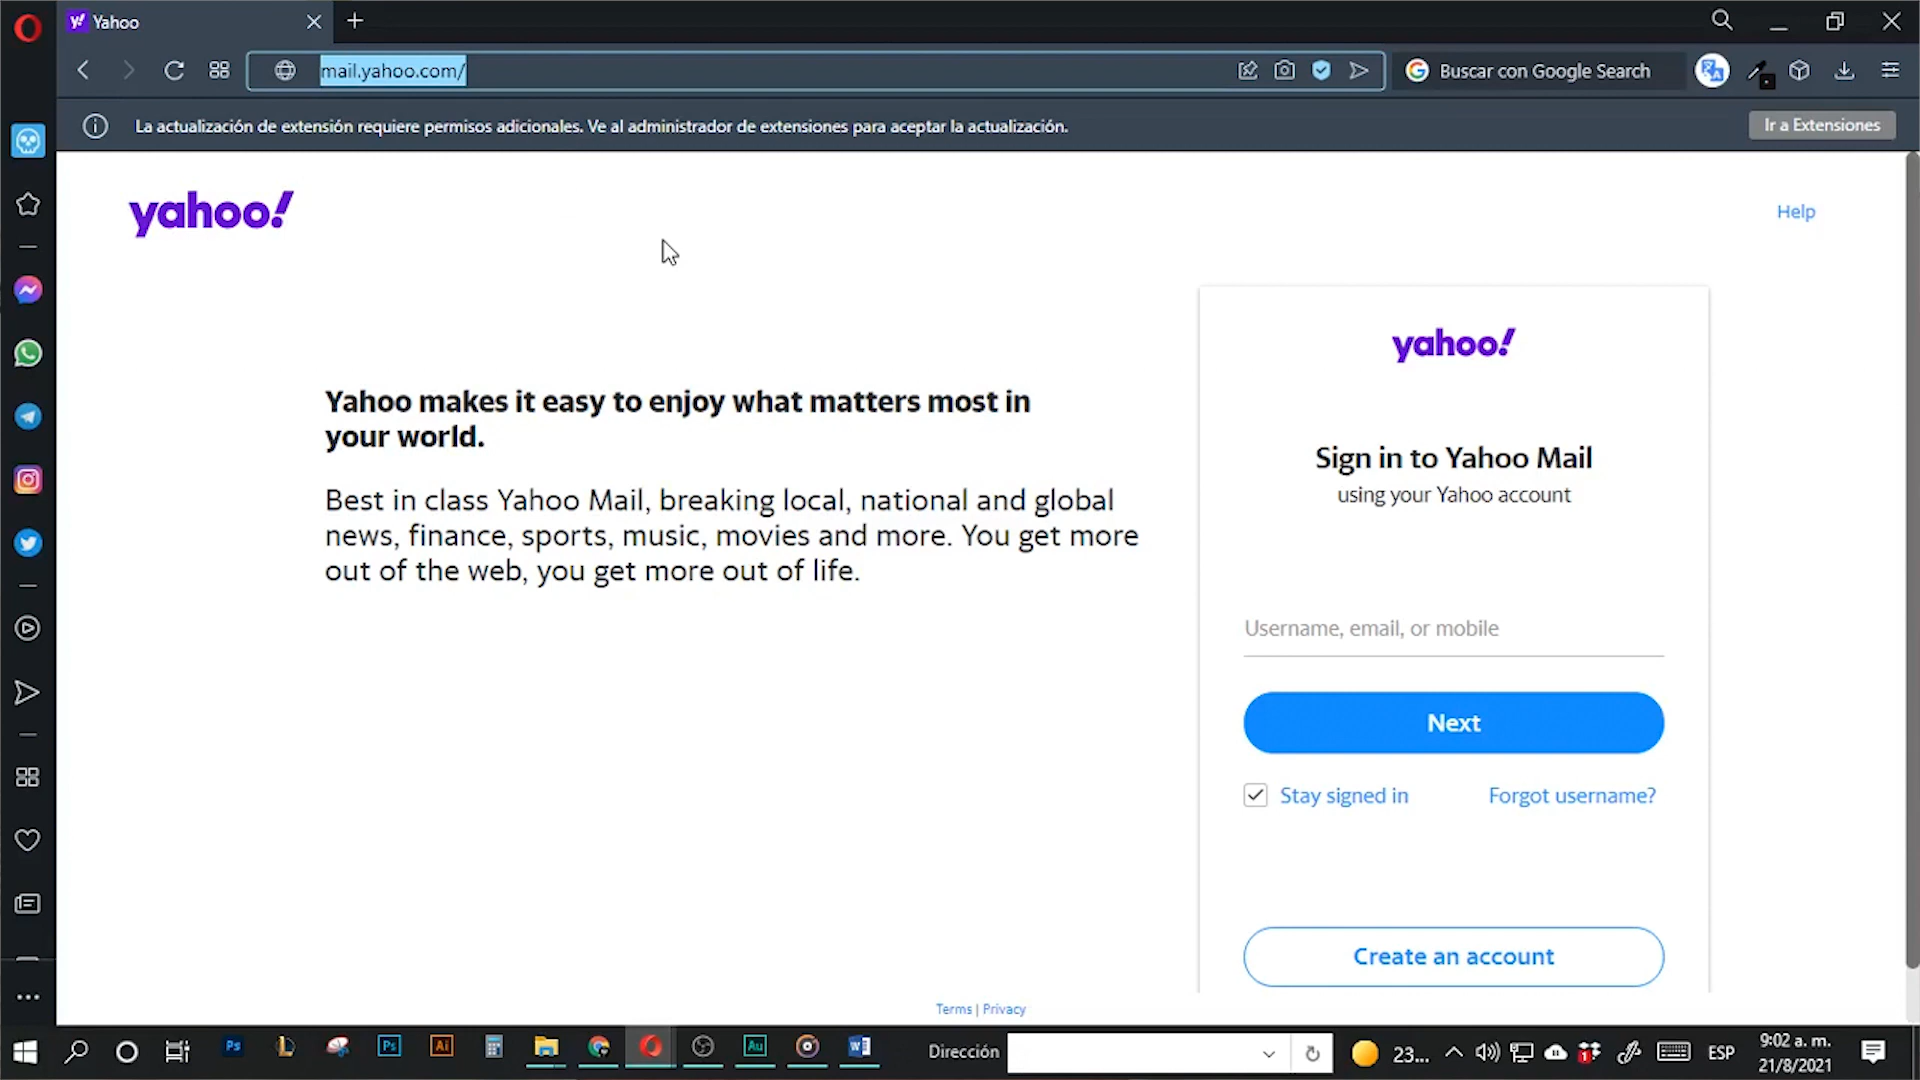 y! Yahoo
mail.yahoo.com/
Buscar con Google Search
La actualización de extensión requiere permisos adicionales. Ve al administrador de extensiones para aceptar la actualización.
Ir a Extensiones
yahoo!
Help
yahoo!
Yahoo makes it easy to enjoy what matters most in
your world.
Best in class Yahoo Mail, breaking local, national and global
news, finance, sports, music, movies and more. You get more
out of the web, you get more out of life.
Sign in to Yahoo Mail
using your Yahoo account
Username, email, or mobile
Next
Stay signed in
Forgot username?
Create an account
Terms | Privacy
Ps
Ps
Ai
Au
W
Dirección
23...
1
ESP
9:02 a. m.
21/8/2021